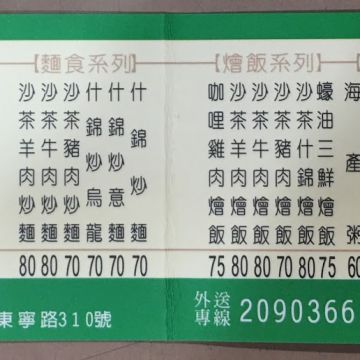 【燴飯系列】
海產粥 60
蠔油三鮮燴飯 75
沙茶什錦燴飯 80
沙茶豬肉燴飯 70
沙茶牛肉燴飯 80
沙茶羊肉燴飯 80
咖哩雞肉燴飯 75
【麵食系列】
什錦炒麵 70
什錦炒意麵 70
什錦炒烏龍 70
沙茶豬肉炒麵 70
沙茶牛肉炒麵 80
沙茶羊肉炒麵 80
東寧路310號
外送專線 2090366